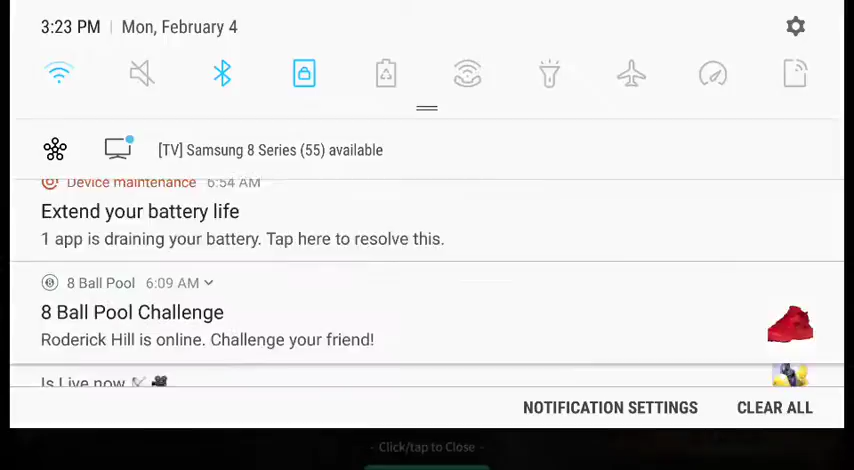 3:23 PM | Mon, February 4
[TV] Samsung 8 Series (55) available
Device maintenance 6:54 AM
Extend your battery life
1 app is draining your battery. Tap here to resolve this.
8 Ball Pool 6:09 AM
8 Ball Pool Challenge
Roderick Hill is online. Challenge your friend!
Is Live now
NOTIFICATION SETTINGS CLEAR ALL
- Click/tap to Close -